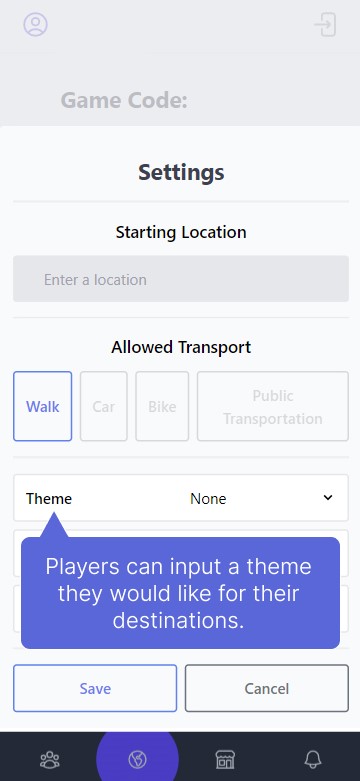 Game Code:
Settings
Starting Location
Enter a location
Allowed Transport
Walk
Car
Bike
Public
Transportation
Theme
None
Players can input a theme
they would like for their
destinations.
Save
Cancel